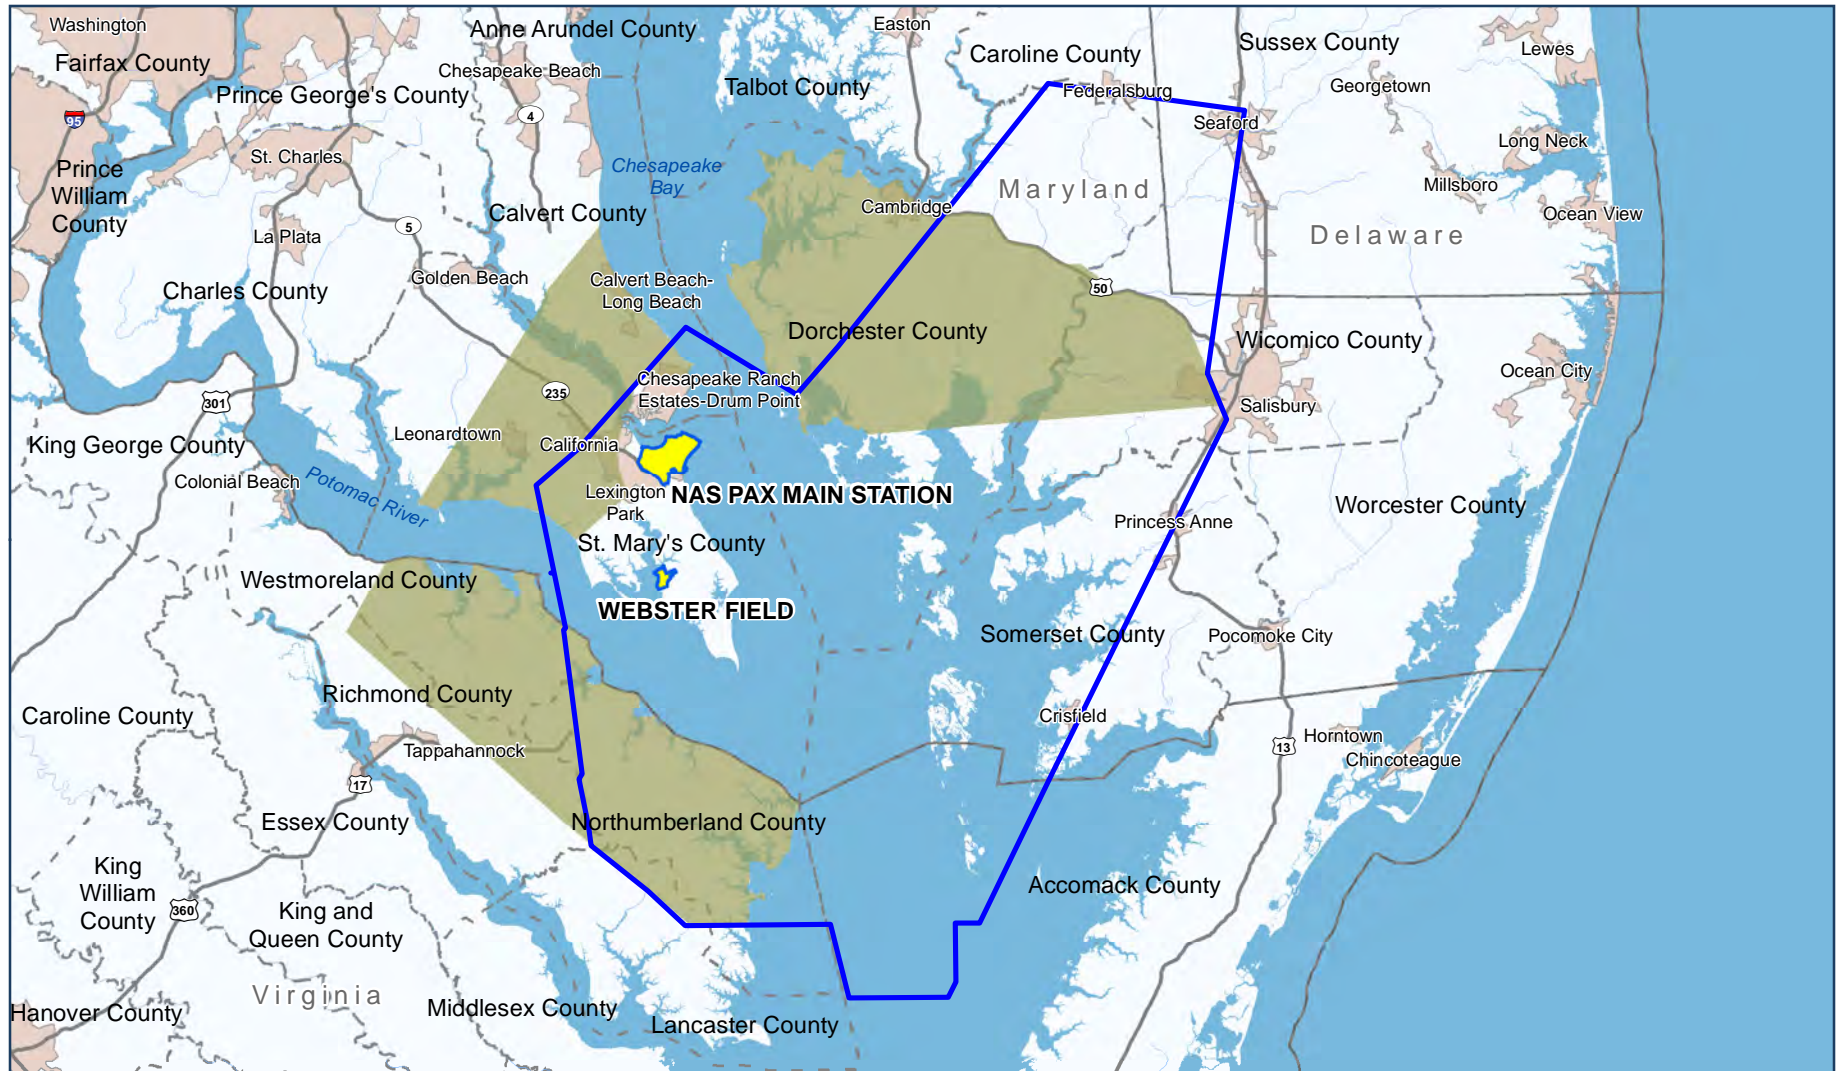 Washington
Anne Arundel County
Easton
Caroline County
Sussex County
Lewes
Fairfax County
Chesapeake Beach
Prince George's County
Talbot County
Federalsburg
Georgetown
95
4
Seaford
Long Neck
St. Charles
Prince
William
County
Chesapeake
Bay
Maryland
Millsboro
Calvert County
Cambridge
Ocean View
5
La Plata
Delaware
Golden Beach
Calvert Beach-
Long Beach
50
Charles County
Dorchester County
Wicomico County
Ocean City
301
235
Chesapeake Ranch
Estates-Drum Point
Salisbury
King George County
Leonardtown
California
Colonial Beach
Potomac River
Lexington
Park
NAS PAX MAIN STATION
Worcester County
Princess Anne
St. Mary's County
Westmoreland County
WEBSTER FIELD
Somerset County
Pocomoke City
Richmond County
Caroline County
Crisfield
Tappahannock
13
Horntown
Chincoteague
17
Essex County
Northumberland County
King
William
County
Accomack County
360
King and
Queen County
Virginia
Hanover County
Middlesex County
Lancaster County